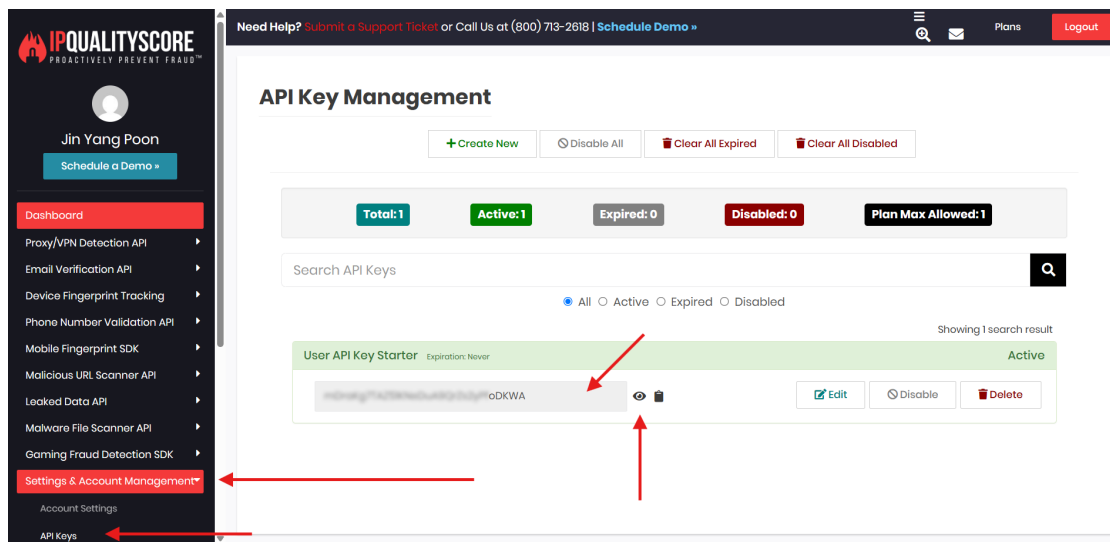 Need Help? Submit a Support Ticket or Call Us at (800) 713-2618 | Schedule Demo »
Plans
Logout
IPQUALITYSCORE
PROACTIVELY PREVENT FRAUD™
Jin Yang Poon
Schedule a Demo »
Dashboard
Proxy/VPN Detection API
Email Verification API
Device Fingerprint Tracking
Phone Number Validation API
Mobile Fingerprint SDK
Malicious URL Scanner API
Leaked Data API
Malware File Scanner API
Gaming Fraud Detection SDK
Settings & Account Management
Account Settings
API Keys
API Key Management
Create New
Disable All
Clear All Expired
Clear All Disabled
Total: 1
Active: 1
Expired: 0
Disabled: 0
Plan Max Allowed: 1
Search API Keys
All Active Expired Disabled
Showing 1 search result
User API Key Starter Expiration: Never
Active
oDKWA
Edit
Disable
Delete